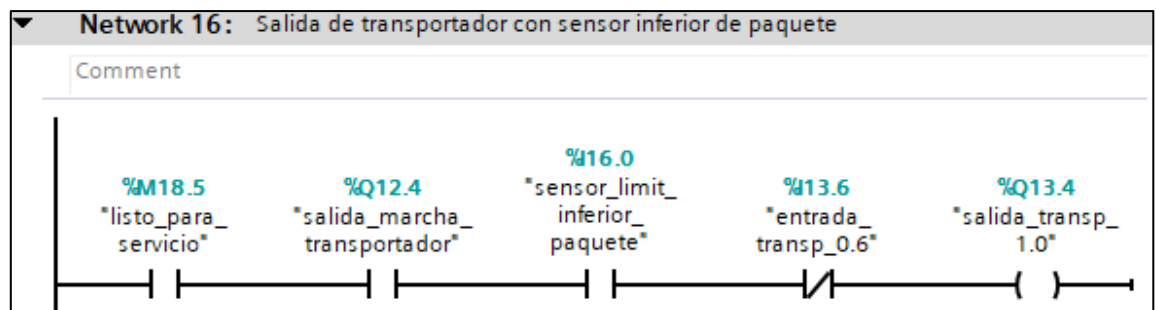 Network 16: Salida de transportador con sensor inferior de paquete
Comment
%M18.5
"listo_para_
servicio"
%Q12.4
"salida_marcha_
transportador"
%I16.0
"sensor_limit_
inferior_
paquete"
%I13.6
"entrada_
transp_0.6"
%Q13.4
"salida_transp_
1.0"